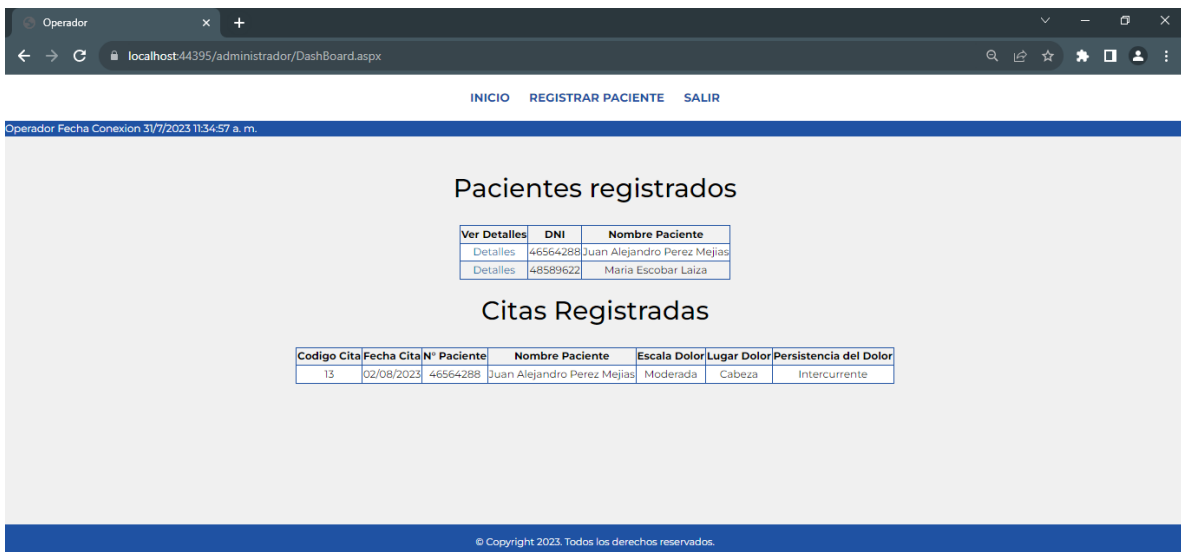 Operador
localhost:44395/administrador/DashBoard.aspx
INICIO REGISTRAR PACIENTE SALIR
Operador Fecha Conexion 31/7/2023 11:34:57 a. m.
Pacientes registrados
Ver Detalles DNI Nombre Paciente
Detalles 46564288 Juan Alejandro Perez Mejias
Detalles 48589622 Maria Escobar Laiza
Citas Registradas
Codigo Cita Fecha Cita N° Paciente Nombre Paciente Escala Dolor Lugar Dolor Persistencia del Dolor
13 02/08/2023 46564288 Juan Alejandro Perez Mejias Moderada Cabeza Intercurrente
© Copyright 2023. Todos los derechos reservados.